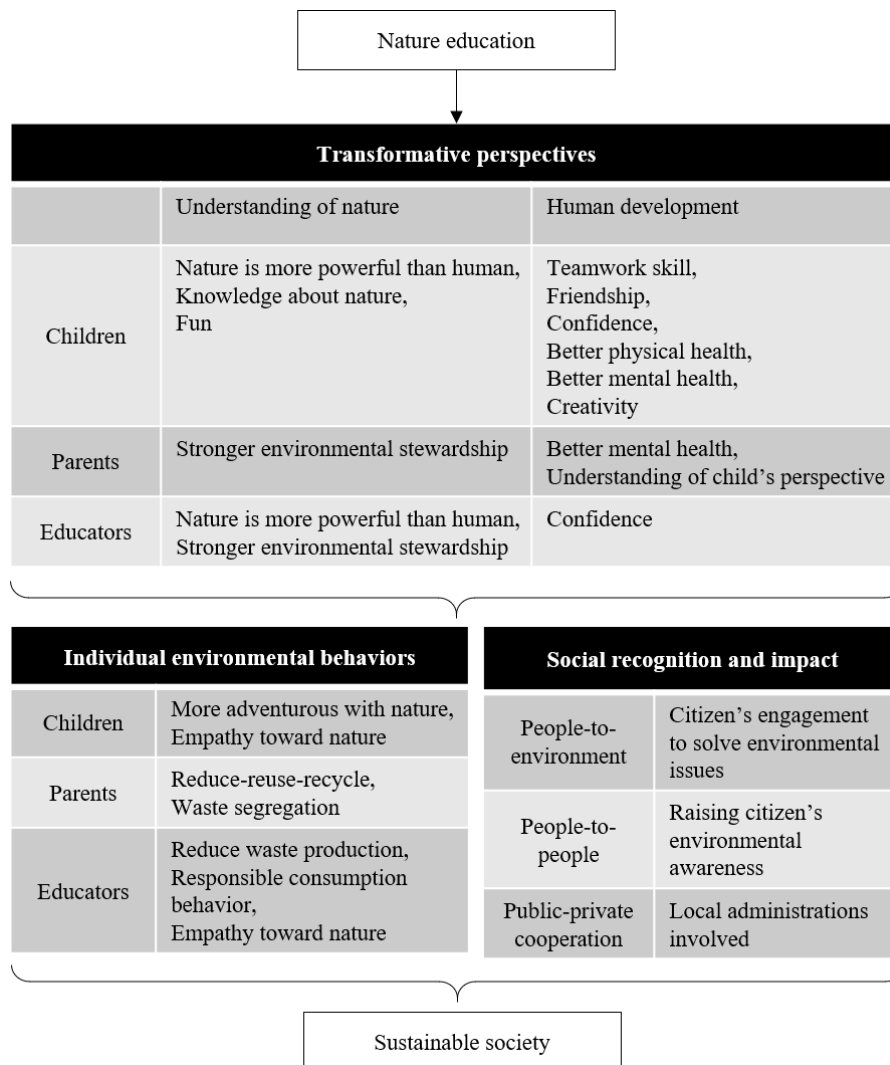 Nature education
Transformative perspectives
Understanding of nature
Human development
Children
Nature is more powerful than human,
Knowledge about nature,
Fun
Teamwork skill,
Friendship,
Confidence,
Better physical health,
Better mental health,
Creativity
Parents
Stronger environmental stewardship
Better mental health,
Understanding of child’s perspective
Educators
Nature is more powerful than human,
Stronger environmental stewardship
Confidence
Individual environmental behaviors
Children
More adventurous with nature,
Empathy toward nature
Parents
Reduce-reuse-recycle,
Waste segregation
Educators
Reduce waste production,
Responsible consumption
behavior,
Empathy toward nature
Social recognition and impact
People-to-
environment
Citizen’s engagement
to solve environmental
issues
People-to-
people
Raising citizen’s
environmental
awareness
Public-private
cooperation
Local administrations
involved
Sustainable society